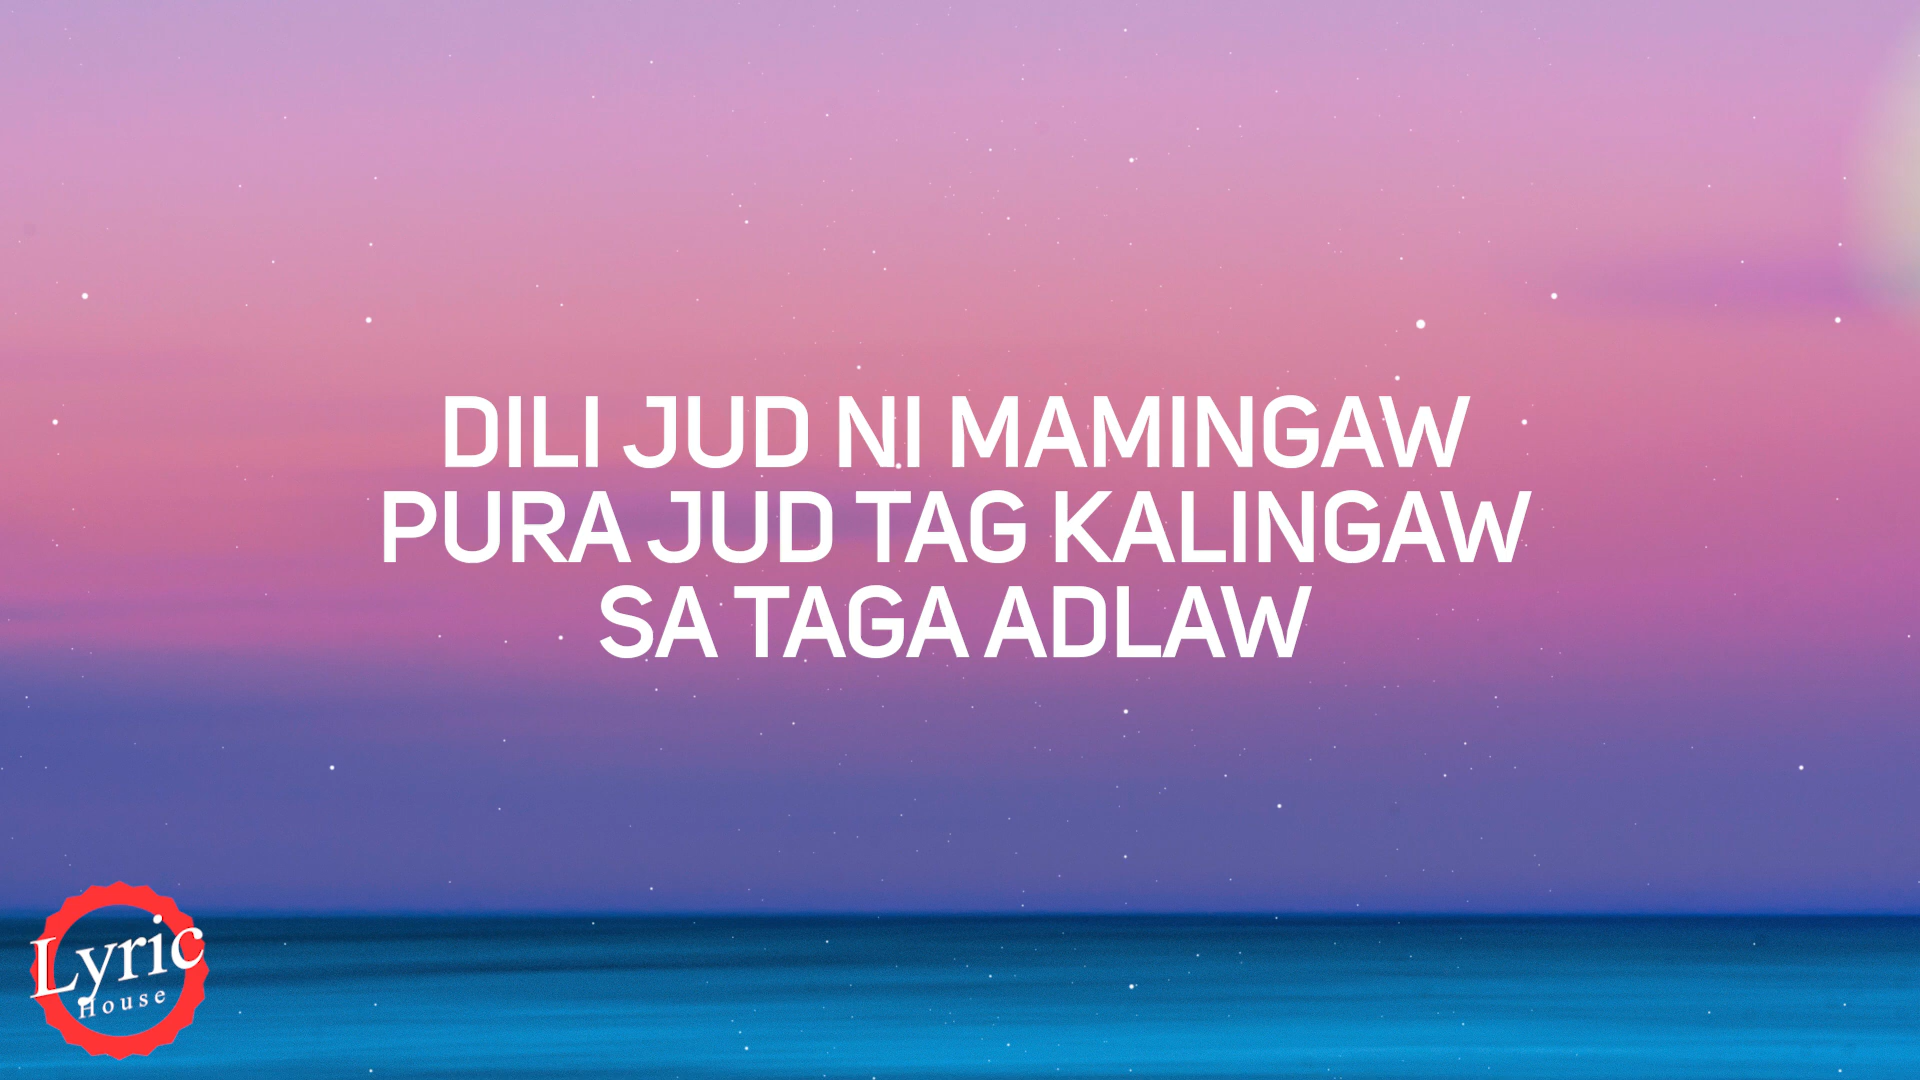 DILI JUD NI MAMINGAW
PURA JUD TAG KALINGAW
SA TAGA ADLAW
Lyric
House